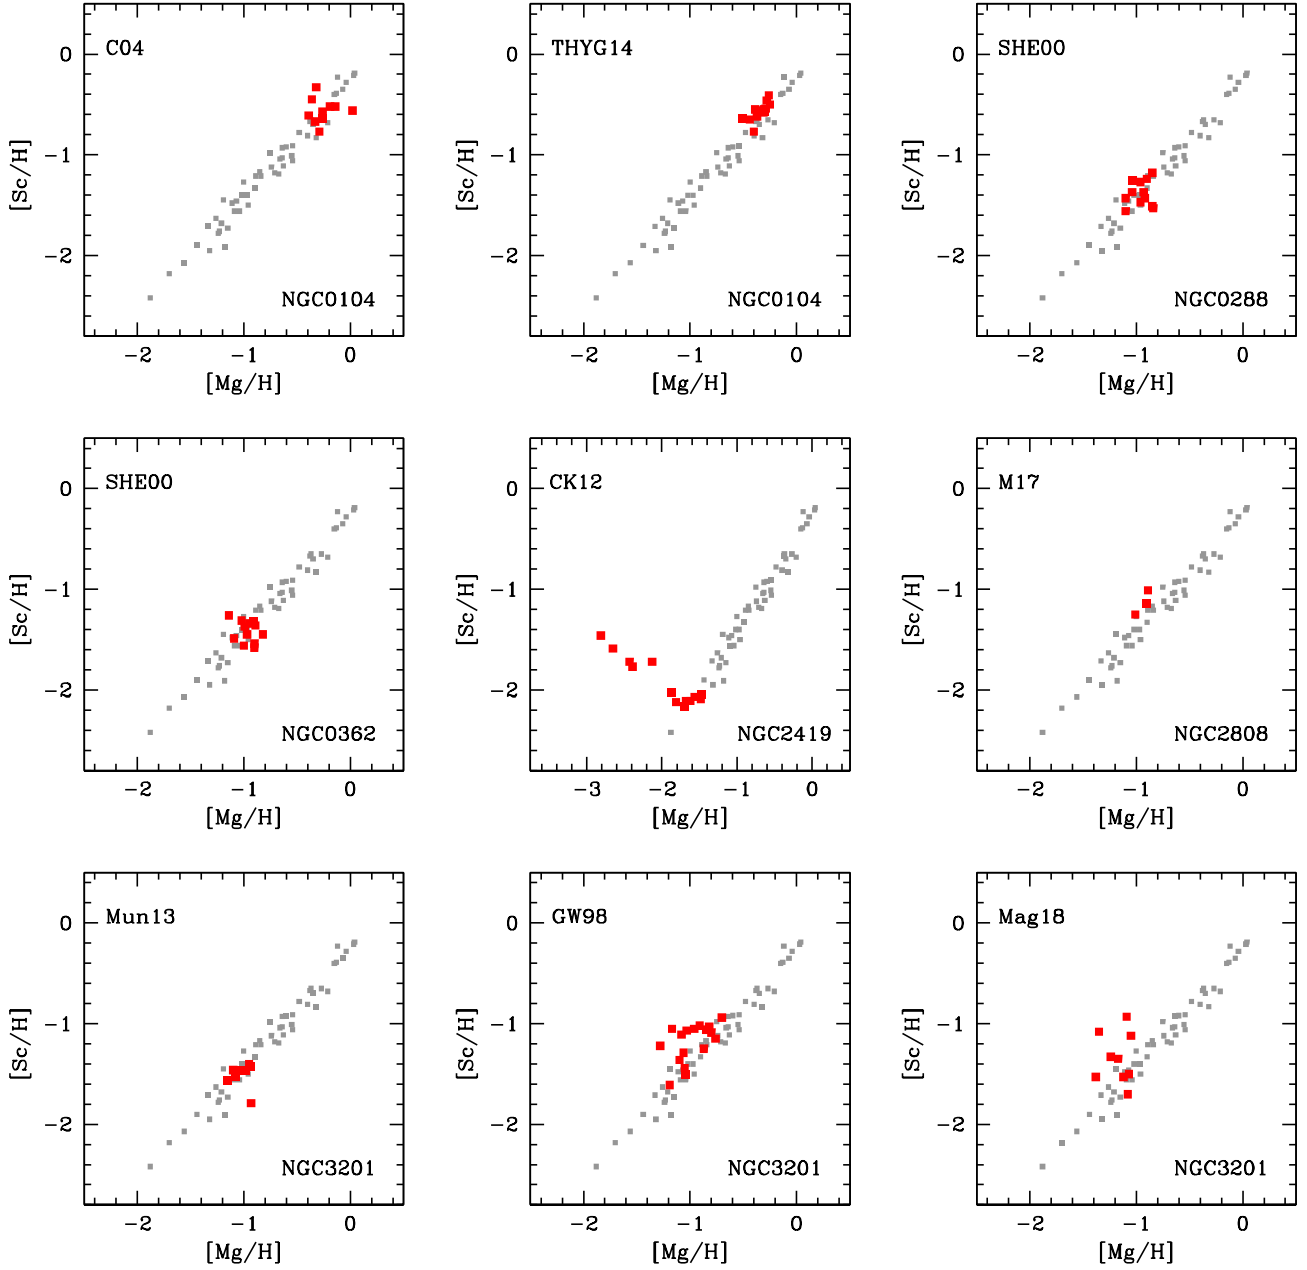 C04
0
−1
−2
[Sc/H]
NGC0104
−2 −1 0
[Mg/H]
THYG14
0
−1
−2
[Sc/H]
NGC0104
−2 −1 0
[Mg/H]
SHE00
0
−1
−2
[Sc/H]
NGC0288
−2 −1 0
[Mg/H]
SHE00
0
−1
−2
[Sc/H]
NGC0362
−2 −1 0
[Mg/H]
CK12
0
−1
−2
[Sc/H]
NGC2419
−3 −2 −1 0
[Mg/H]
M17
0
−1
−2
[Sc/H]
NGC2808
−2 −1 0
[Mg/H]
Mun13
0
−1
−2
[Sc/H]
NGC3201
−2 −1 0
[Mg/H]
GW98
0
−1
−2
[Sc/H]
NGC3201
−2 −1 0
[Mg/H]
Mag18
0
−1
−2
[Sc/H]
NGC3201
−2 −1 0
[Mg/H]